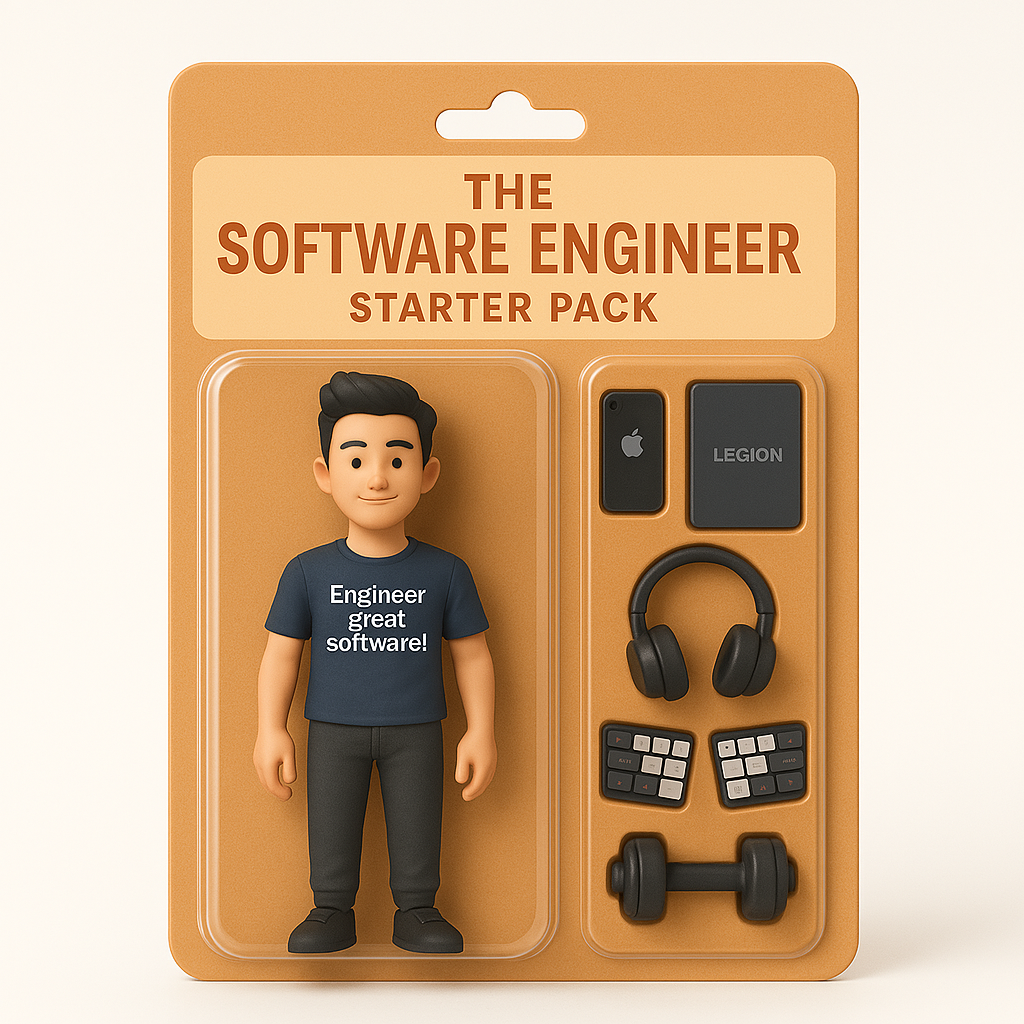 THE
SOFTWARE ENGINEER
STARTER PACK
Engineer
great
software!
LEGION